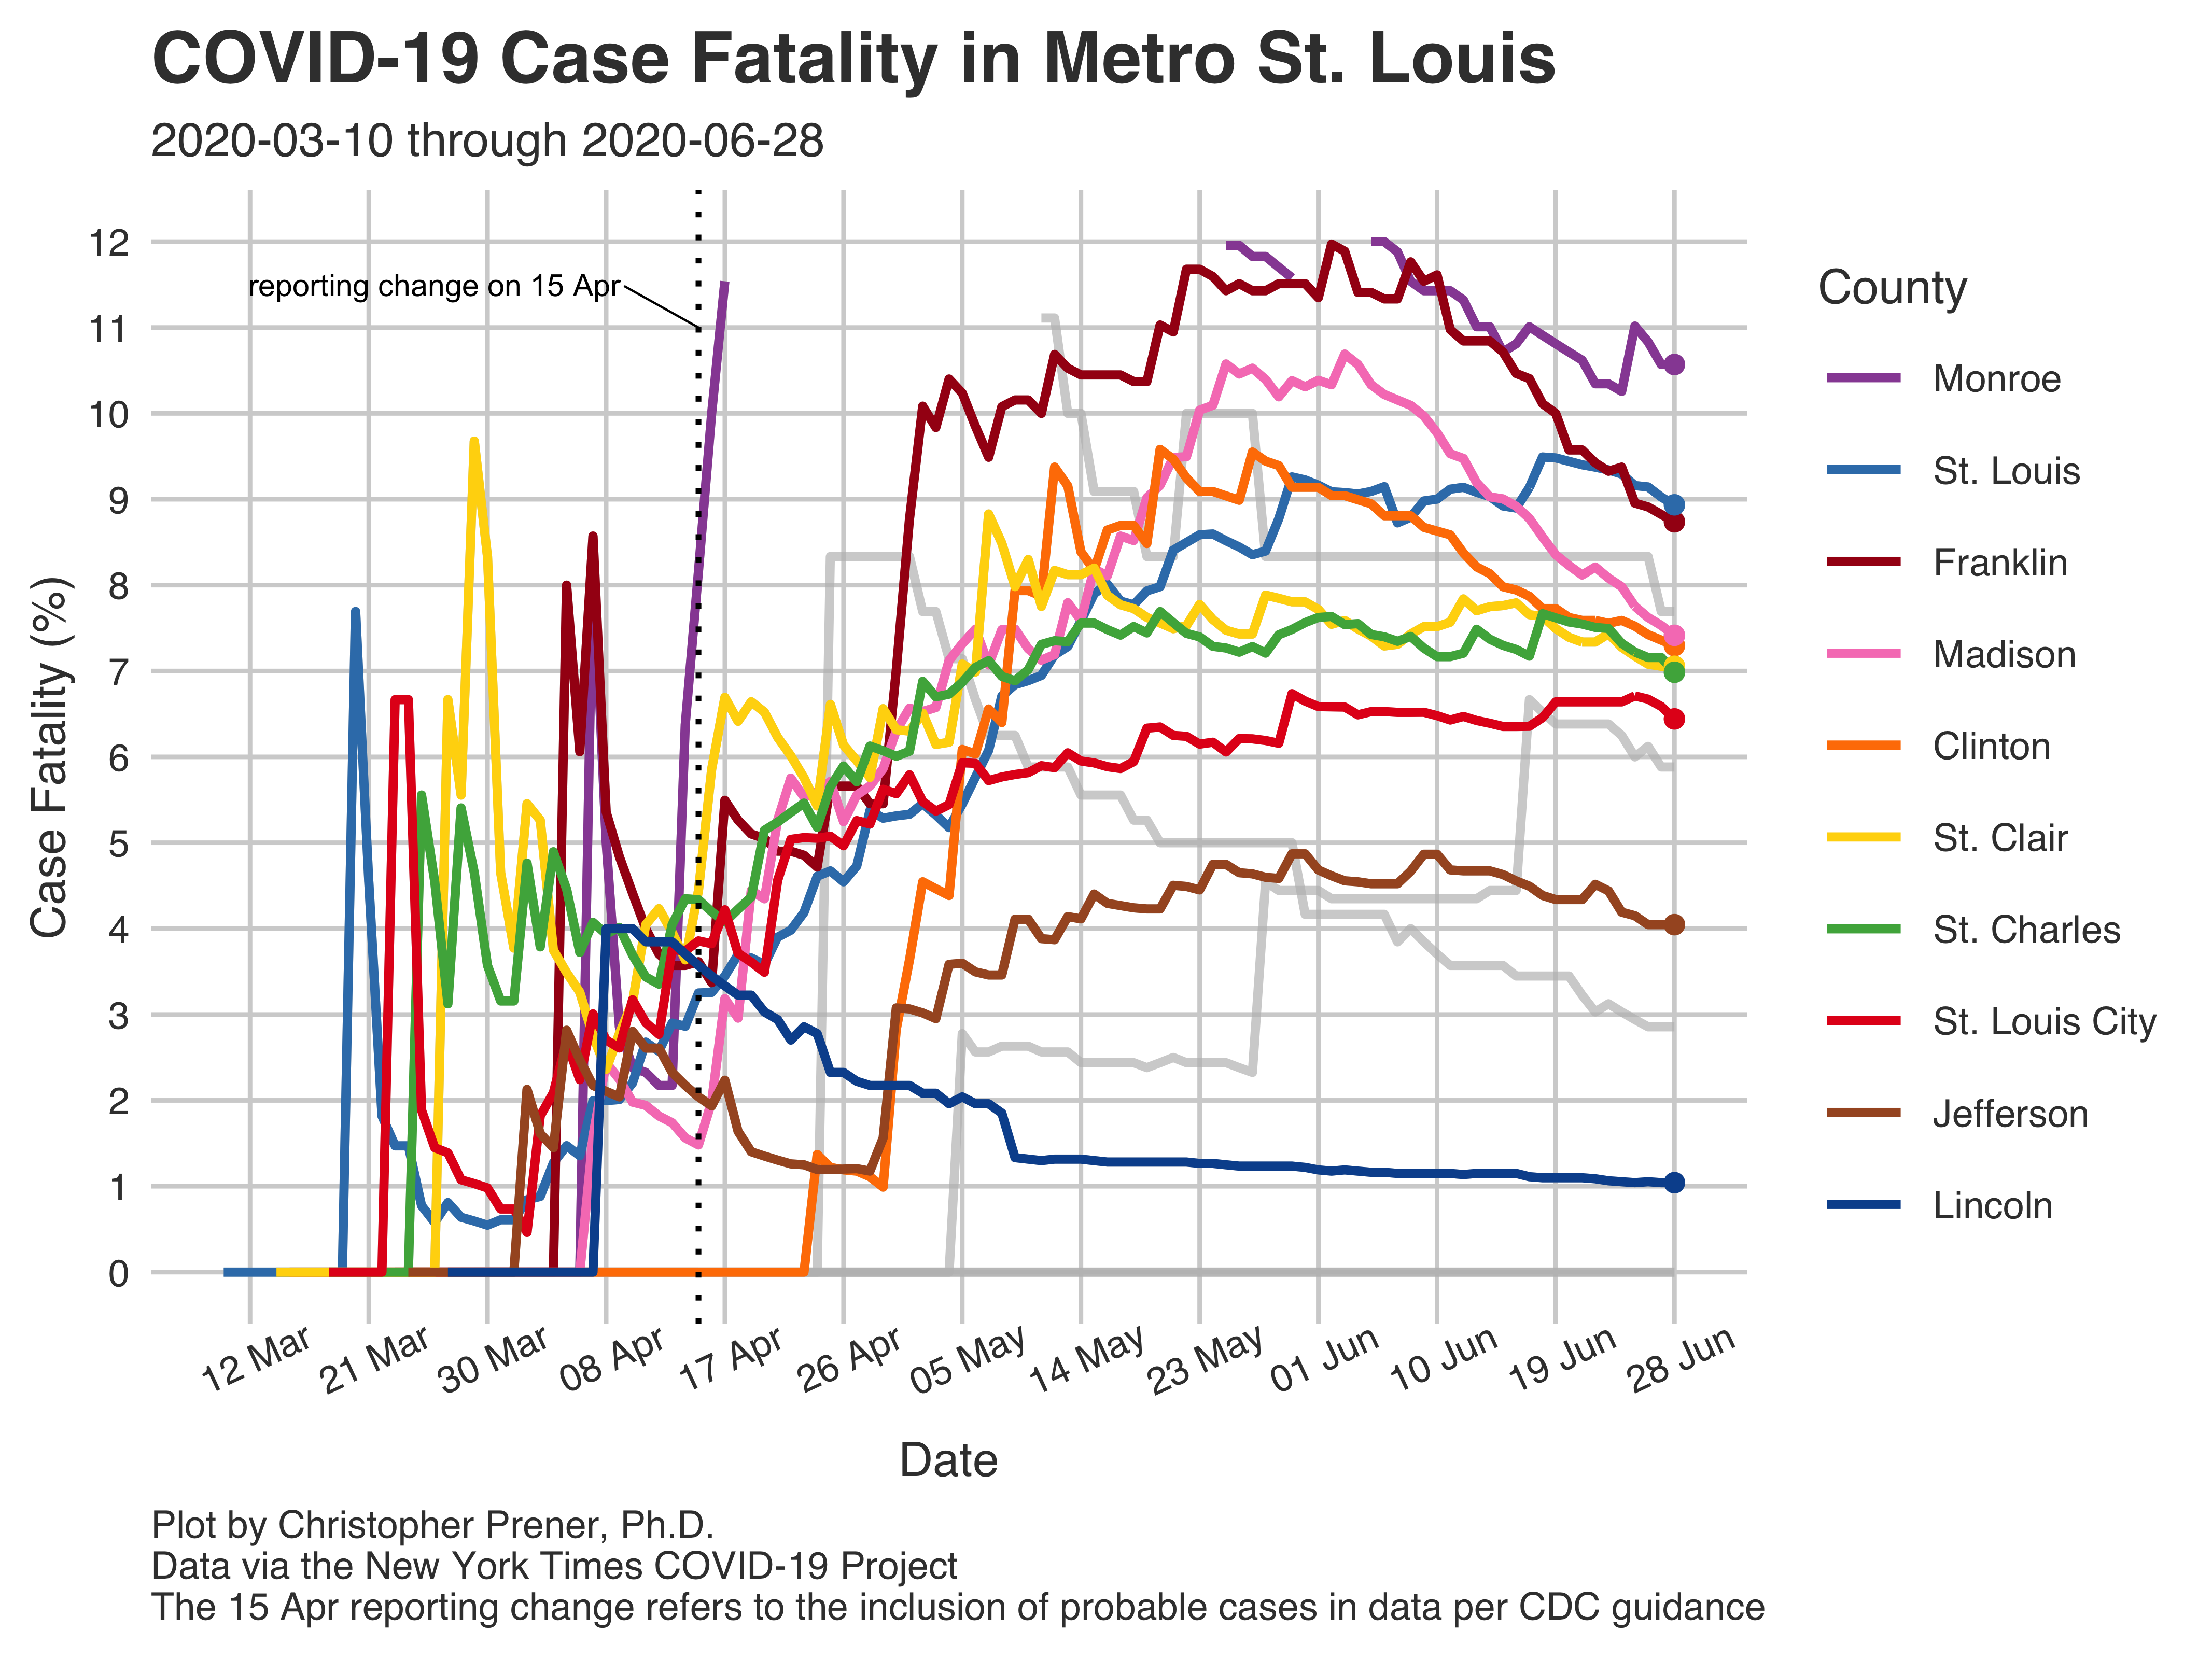 COVID-19 Case Fatality in Metro St. Louis
2020-03-10 through 2020-06-28
Case Fatality (%)
12
11
10
9
8
7
6
5
4
3
2
1
0
reporting change on 15 Apr
12 Mar
21 Mar
30 Mar
08 Apr
17 Apr
26 Apr
05 May
14 May
23 May
01 Jun
10 Jun
19 Jun
28 Jun
Date
County
Monroe
St. Louis
Franklin
Madison
Clinton
St. Clair
St. Charles
St. Louis City
Jefferson
Lincoln
Plot by Christopher Prener, Ph.D.
Data via the New York Times COVID-19 Project
The 15 Apr reporting change refers to the inclusion of probable cases in data per CDC guidance